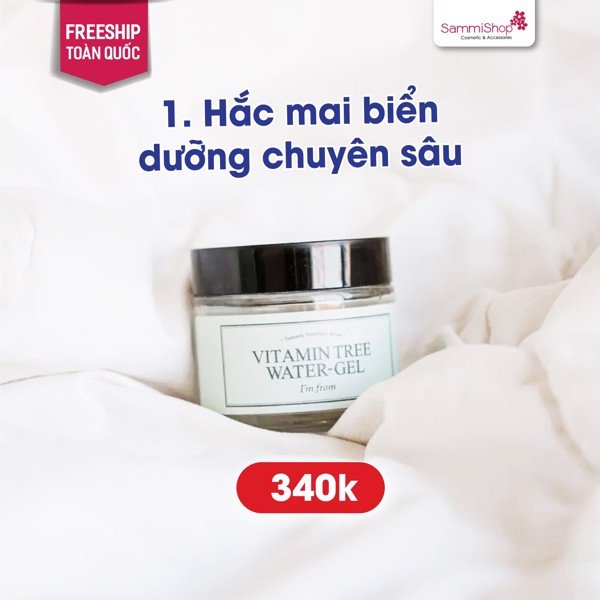 FREESHIP
TOÀN QUỐC
SammiShop
Cosmetic & Accessories
1. Hắc mai biển
dưỡng chuyên sâu
VITAMIN TREE
WATER-GEL
I'm from
340k